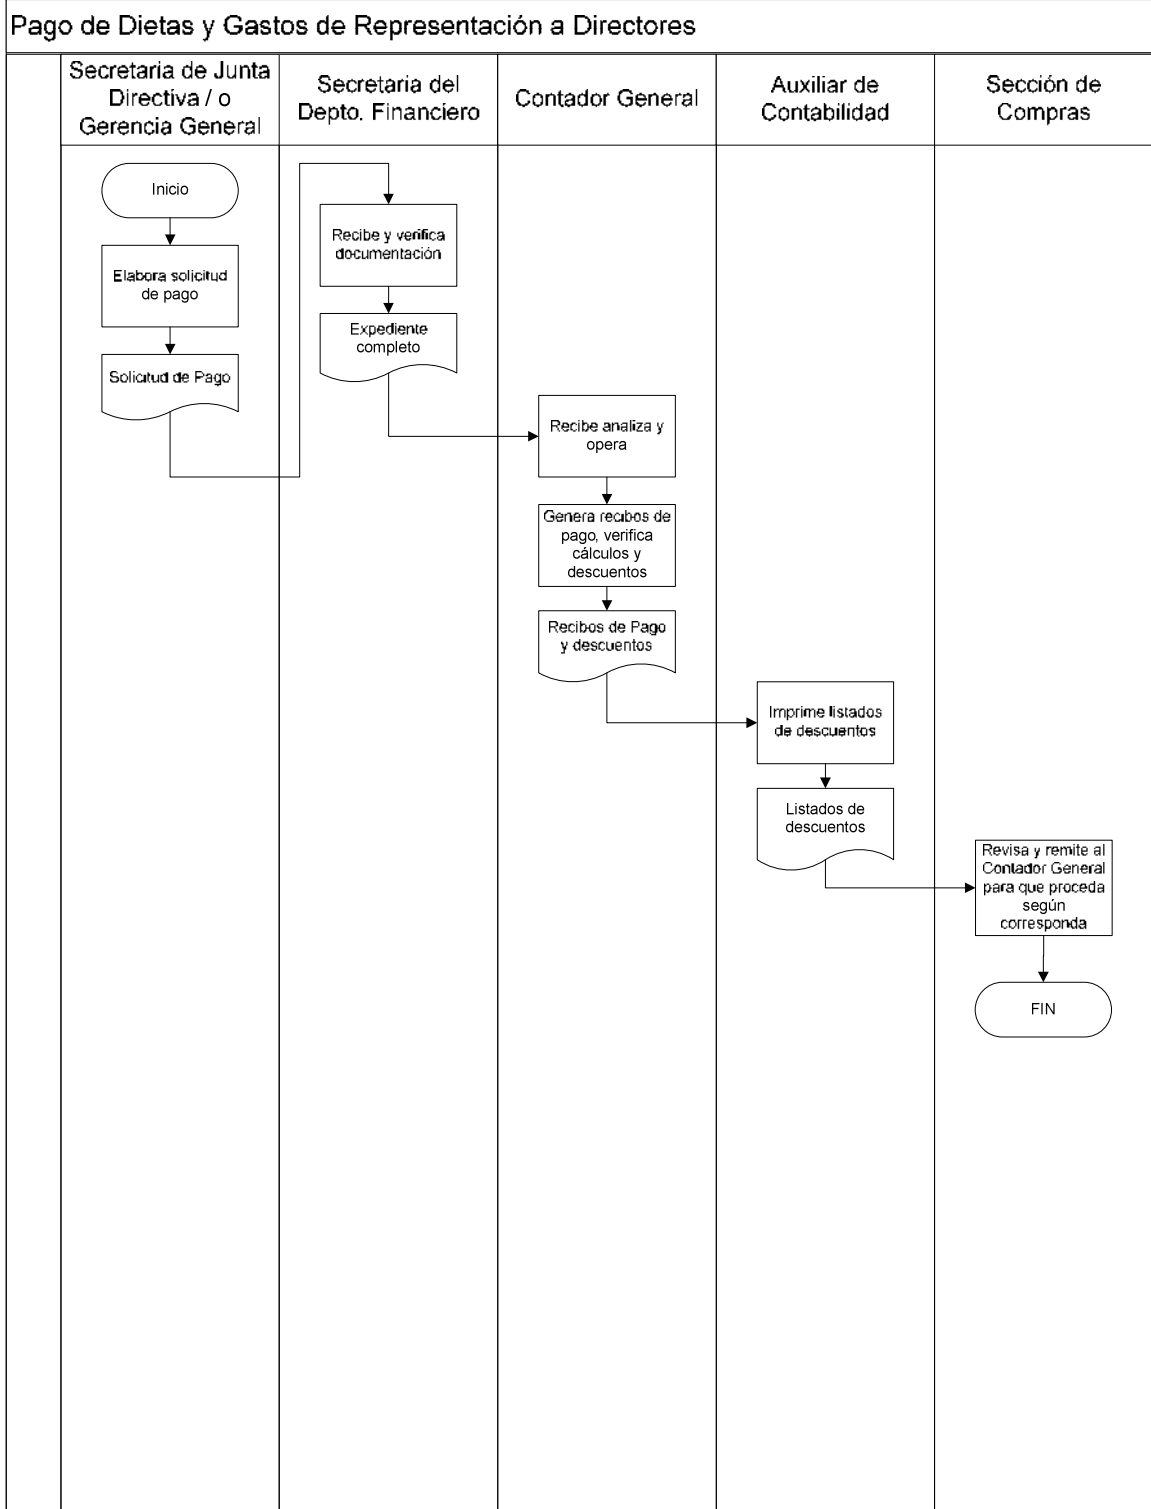 Pago de Dietas y Gastos de Representación a Directores
Secretaria de Junta
Directiva / o
Gerencia General
Secretaria del
Depto. Financiero
Contador General
Auxiliar de
Contabilidad
Sección de
Compras
Inicio
Elabora solicitud
de pago
Solicitud de Pago
Recibe y verifica
documentación
Expediente
completo
Recibe analiza y
opera
Genera recibos de
pago, verifica
cálculos y
descuentos
Recibos de Pago
y descuentos
Imprime listados
de descuentos
Listados de
descuentos
Revisa y remite al
Contador General
para que proceda
según
corresponda
FIN